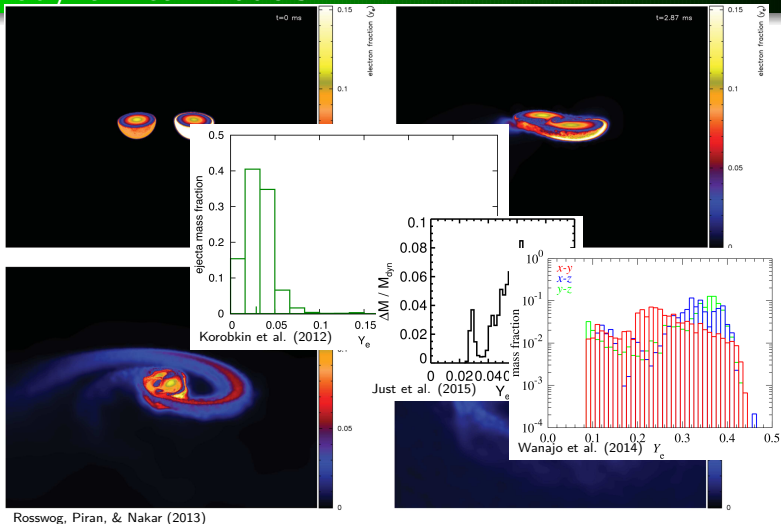 t=0 ms
0.15
0.1
electron fraction (yₑ)
t=2.87 ms
0.15
0.1
0.05
0
electron fraction (yₑ)
0.5
0.4
0.3
0.2
0.1
0
ejecta mass fraction
0 0.05 0.1 0.15
Yₑ
Korobkin et al. (2012)
0.1
0.08
0.06
0.04
0.02
0
ΔM / M_dyn
0 0.02 0.04
Yₑ
Just et al. (2015)
x-y
x-z
y-z
10⁰
10⁻¹
10⁻²
10⁻³
10⁻⁴
mass fraction
0.0 0.1 0.2 0.3 0.4 0.5
Yₑ
Wanajo et al. (2014)
0.05
0
0
Rosswog, Piran, & Nakar (2013)